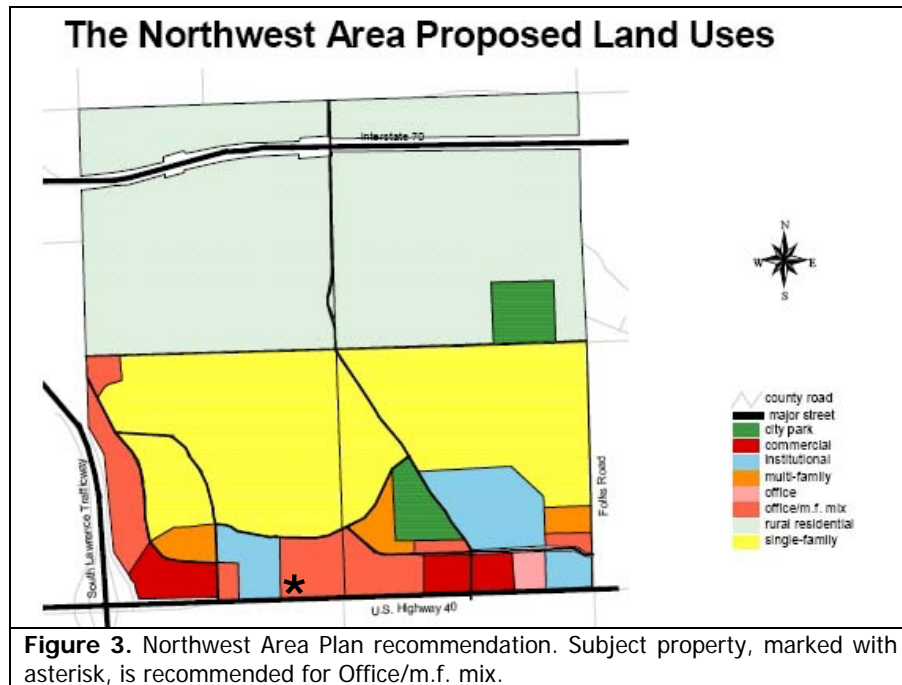 The Northwest Area Proposed Land Uses
Interstate 70
N
W E
S
county road
major street
city park
commercial
institutional
multi-family
office
office/m.f. mix
rural residential
single-family
South Lawrence Trafficway
Folks Road
*
U.S. Highway 40
Figure 3. Northwest Area Plan recommendation. Subject property, marked with
asterisk, is recommended for Office/m.f. mix.